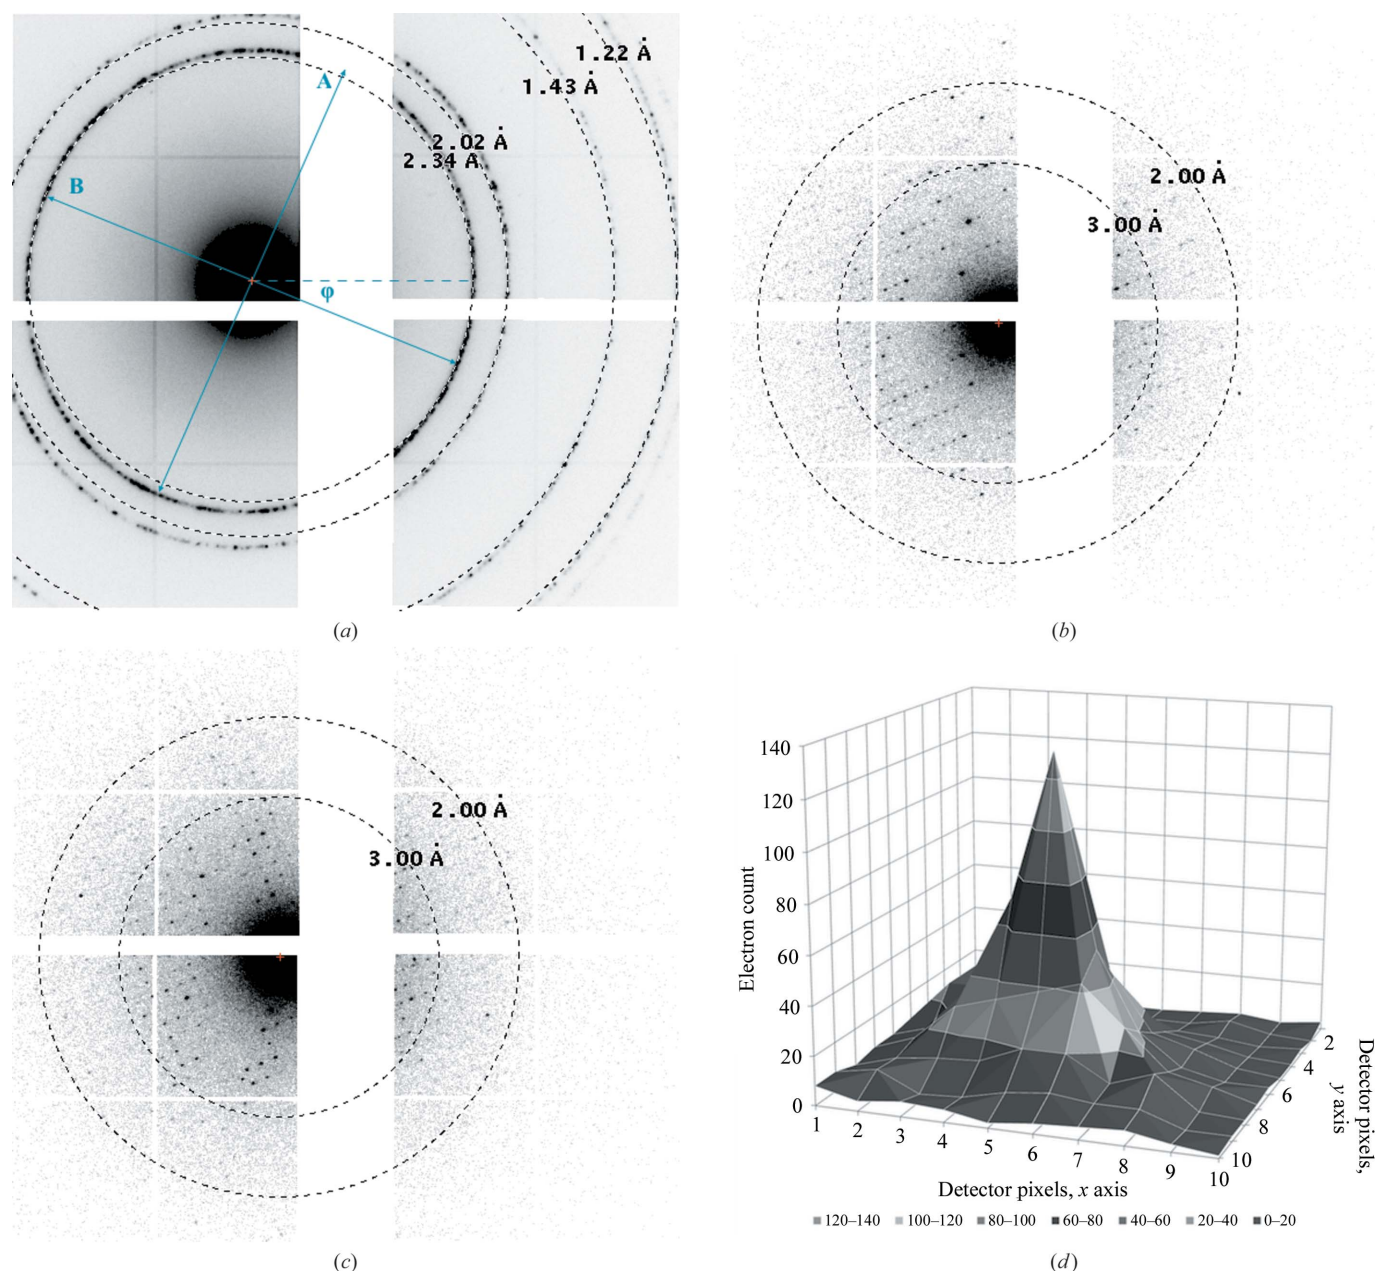 A
B
φ
1.22 Å
1.43 Å
2.02 Å
2.34 Å
(a)
2.00 Å
3.00 Å
(b)
2.00 Å
3.00 Å
(c)
140
120
100
80
60
40
20
0
Electron count
1 2 3 4 5 6 7 8 9 10
Detector pixels, x axis
2
4
6
8
10
Detector pixels,
y axis
120–140 100–120 80–100 60–80 40–60 20–40 0–20
(d)